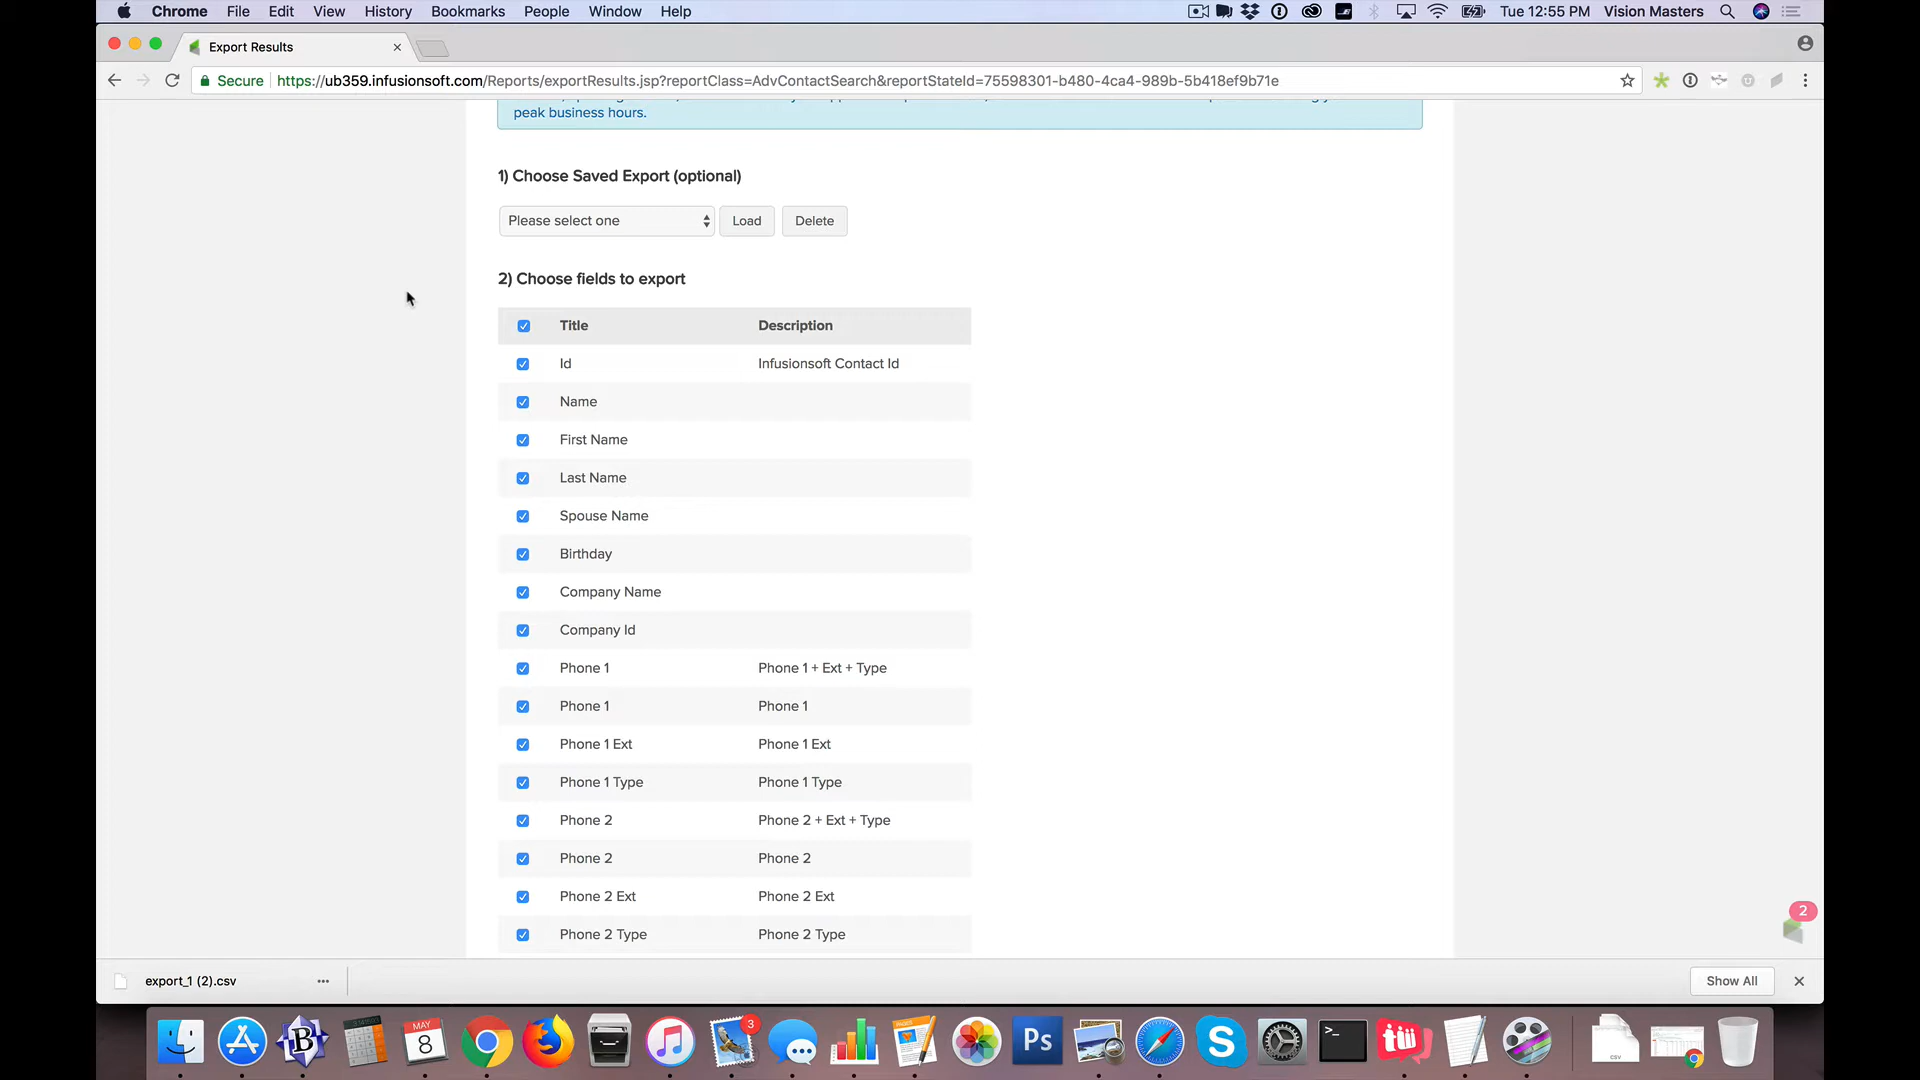 Chrome File Edit View History Bookmarks People Window Help Tue 12:55 PM Vision Masters
Export Results
Secure https://ub359.infusionsoft.com/Reports/exportResults.jsp?reportClass=AdvContactSearch&reportStateId=75598301-b480-4ca4-989b-5b418ef9b71e
peak business hours.
1) Choose Saved Export (optional)
Please select one Load Delete
2) Choose fields to export
Title Description
Id Infusionsoft Contact Id
Name
First Name
Last Name
Spouse Name
Birthday
Company Name
Company Id
Phone 1 Phone 1 + Ext + Type
Phone 1 Phone 1
Phone 1 Ext Phone 1 Ext
Phone 1 Type Phone 1 Type
Phone 2 Phone 2 + Ext + Type
Phone 2 Phone 2
Phone 2 Ext Phone 2 Ext
2
Phone 2 Type Phone 2 Type
export_1 (2).csv Show All
MAY
8
3
Ps
CSV